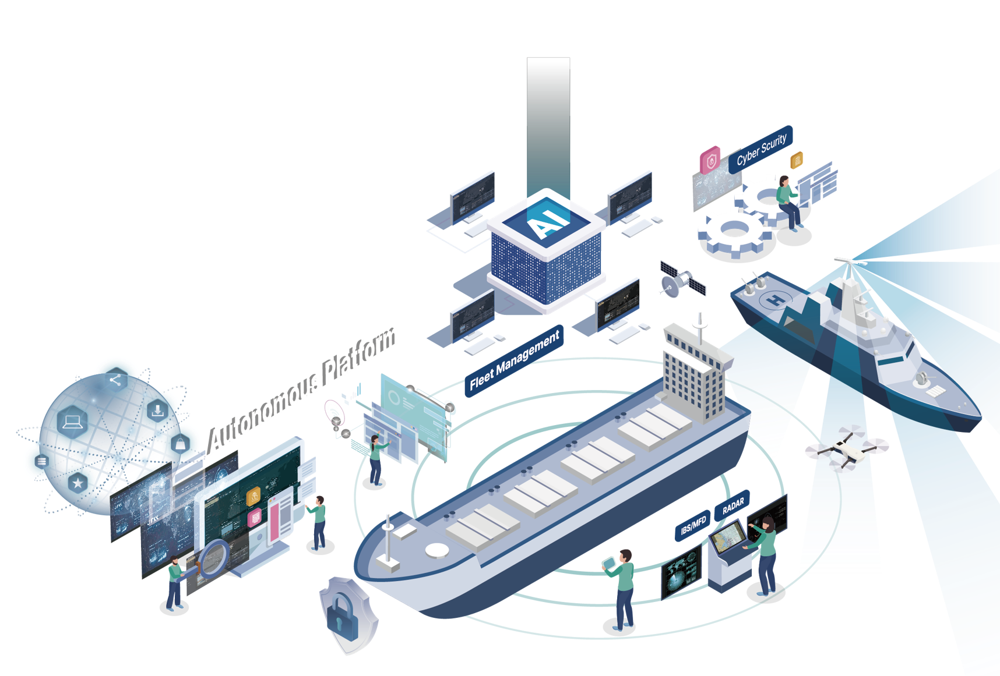 Cyber Scurity
AI
H
Fleet Management
Autonomous Platform
RADAR
IBS/MFD